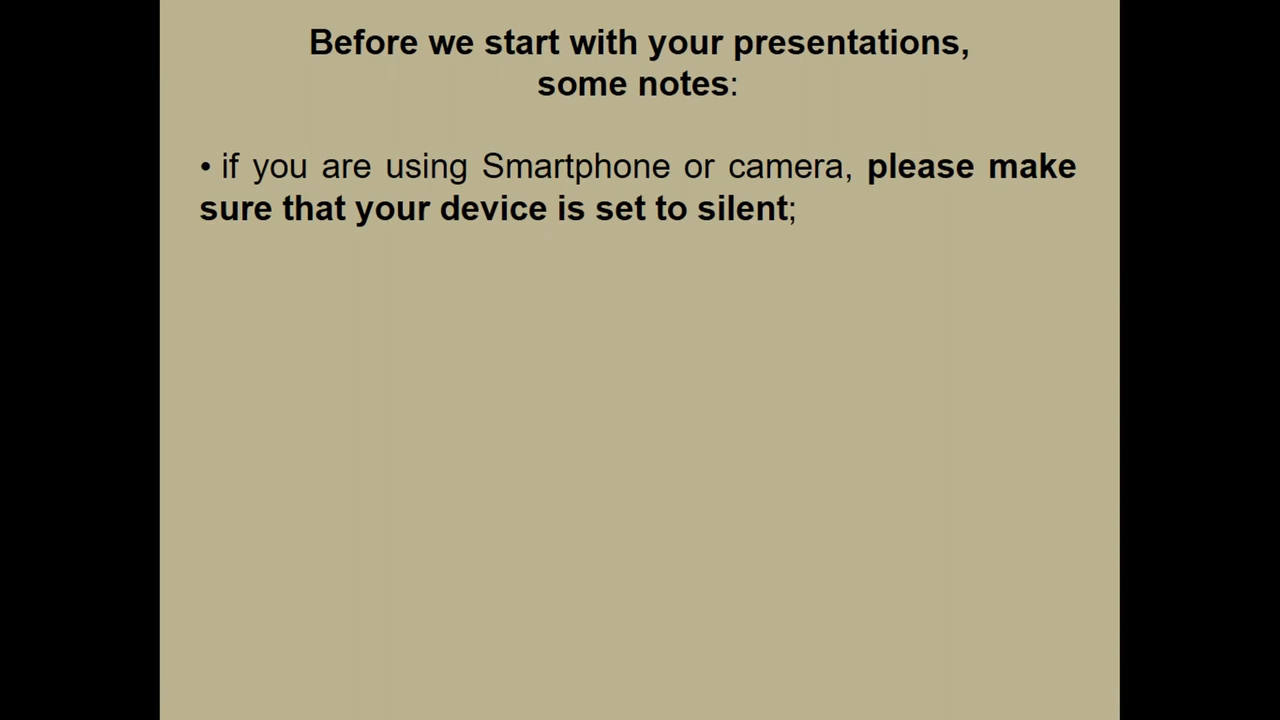 Before we start with your presentations,
some notes:
• if you are using Smartphone or camera, please make
sure that your device is set to silent;